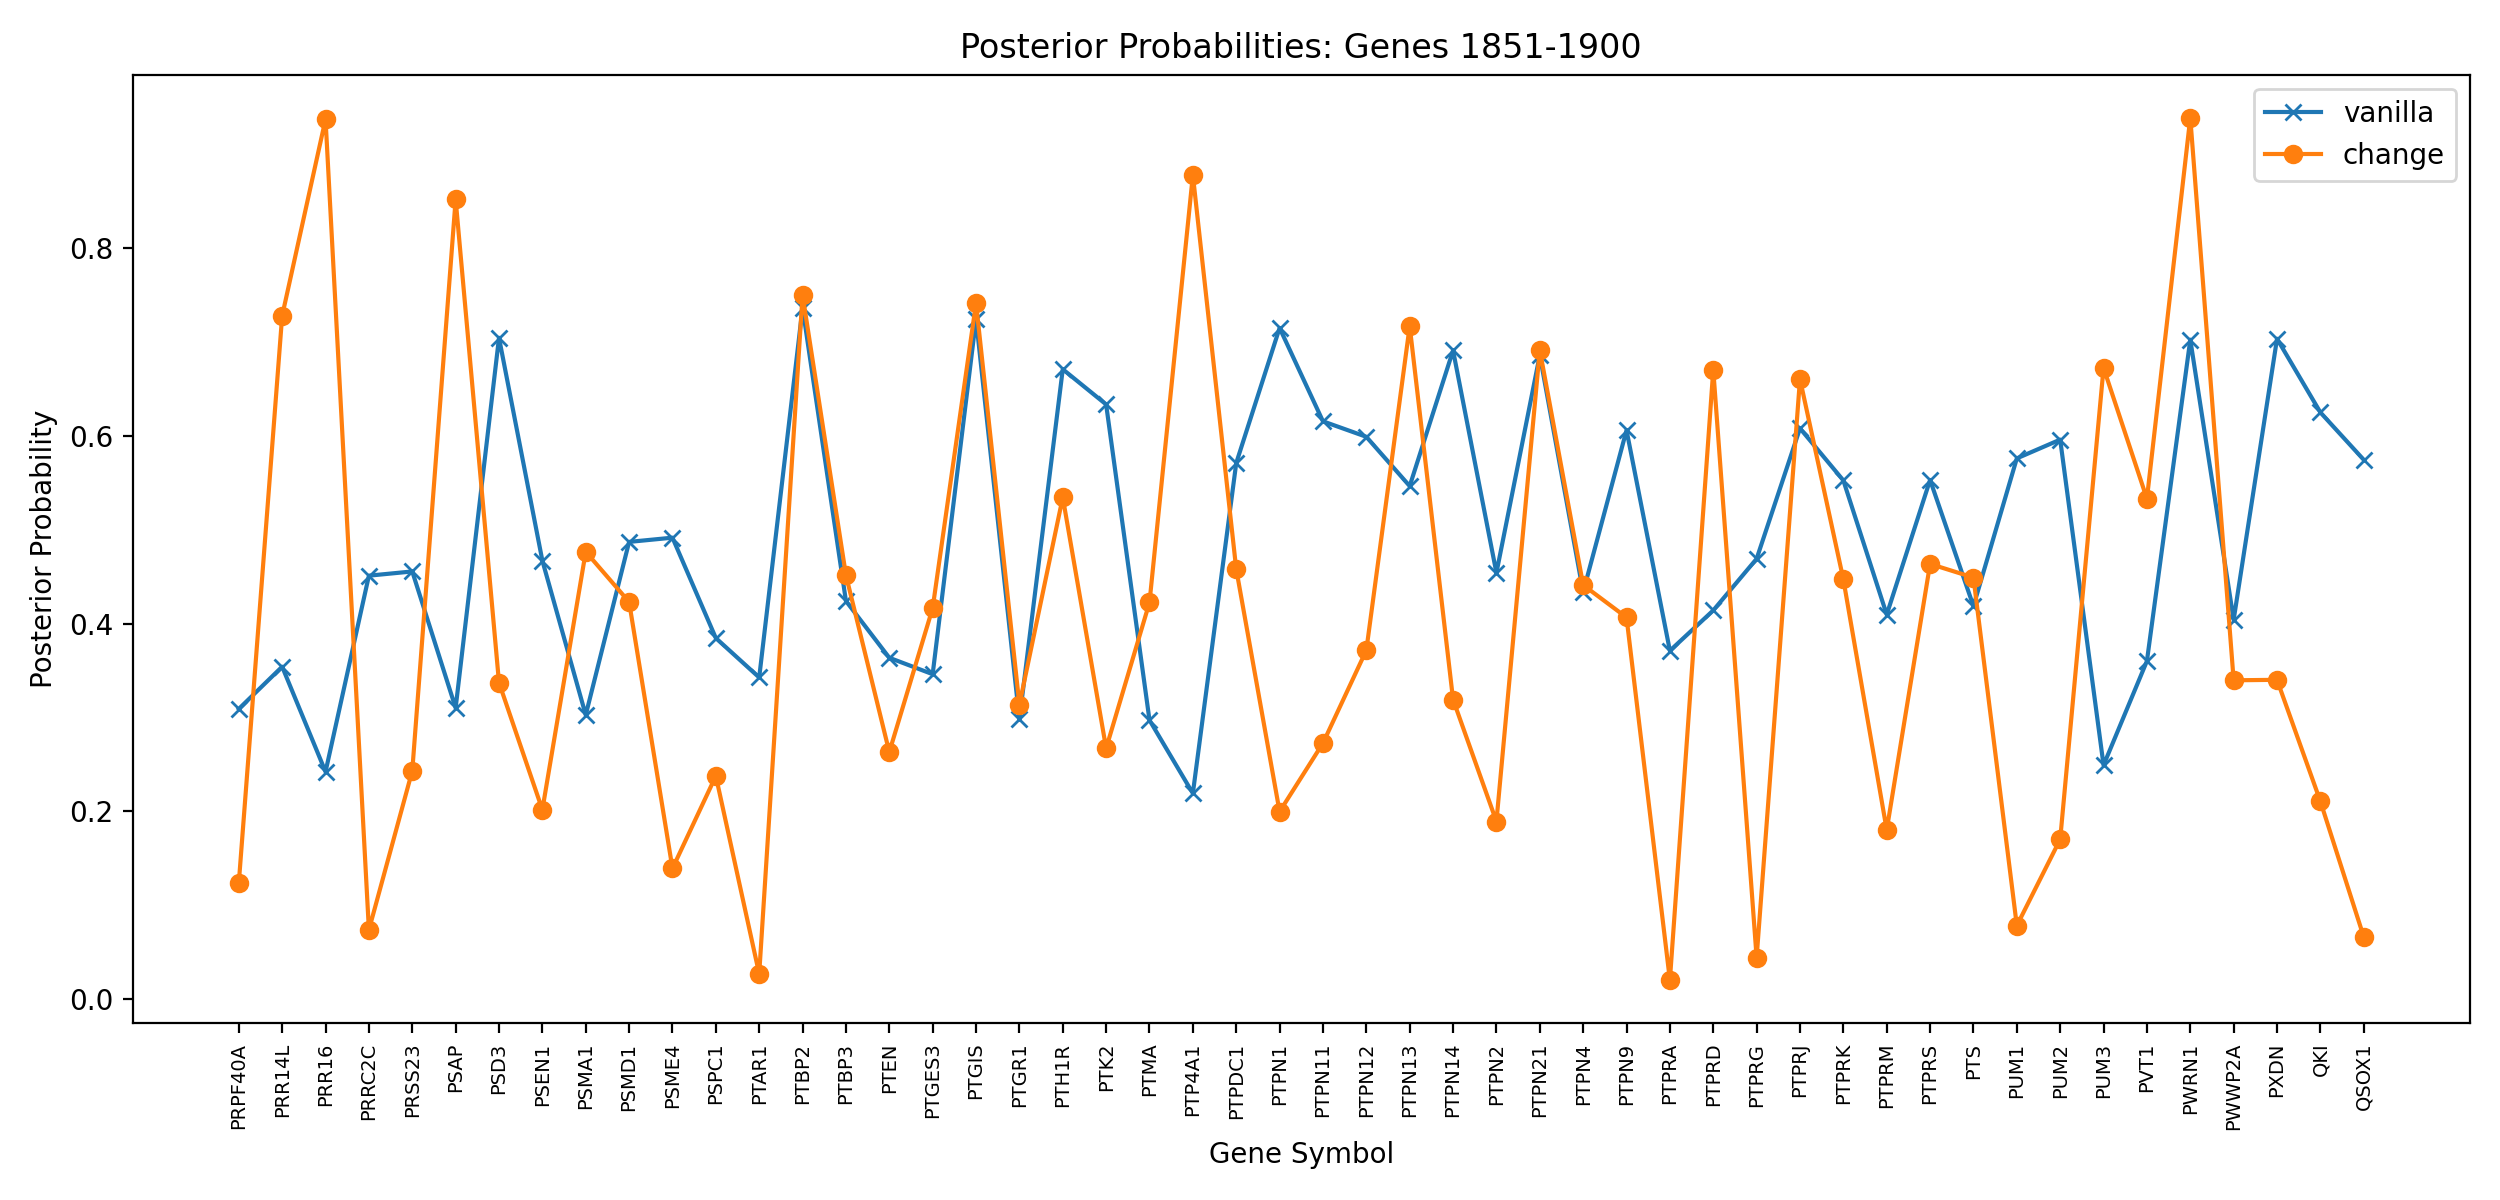 Posterior Probabilities: Genes 1851-1900
vanilla
change
Posterior Probability
0.8
0.6
0.4
0.2
0.0
PRPF40A
PRR14L
PRR16
PRRC2C
PRSS23
PSAP
PSD3
PSEN1
PSMA1
PSMD1
PSME4
PSPC1
PTAR1
PTBP2
PTBP3
PTEN
PTGES3
PTGIS
PTGR1
PTH1R
PTK2
PTMA
PTP4A1
PTPDC1
PTPN1
PTPN11
PTPN12
PTPN13
PTPN14
PTPN2
PTPN21
PTPN4
PTPN9
PTPRA
PTPRD
PTPRG
PTPRJ
PTPRK
PTPRM
PTPRS
PTS
PUM1
PUM2
PUM3
PVT1
PWRN1
PWWP2A
PXDN
QKI
QSOX1
Gene Symbol